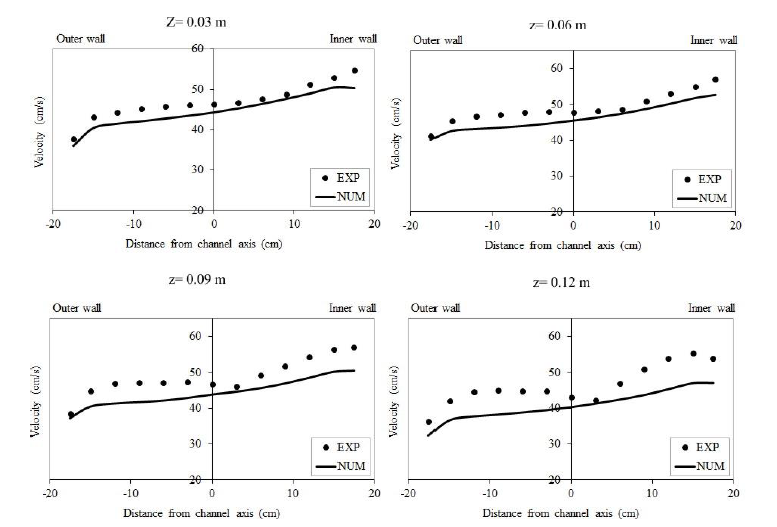 Z= 0.03 m
Outer wall
Inner wall
60
50
40
30
20
Velocity (cm/s)
EXP
NUM
-20
-10
0
10
20
Distance from channel axis (cm)
z= 0.06 m
Outer wall
Inner wall
60
50
40
30
20
Velocity (cm/s)
EXP
NUM
-20
-10
0
10
20
Distance from channel axis (cm)
z= 0.09 m
Outer wall
Inner wall
60
50
40
30
20
Velocity (cm/s)
EXP
NUM
-20
-10
0
10
20
Distance from channel axis (cm)
z= 0.12 m
Outer wall
Inner wall
60
50
40
30
20
Velocity (cm/s)
EXP
NUM
-20
-10
0
10
20
Distance from channel axis (cm)